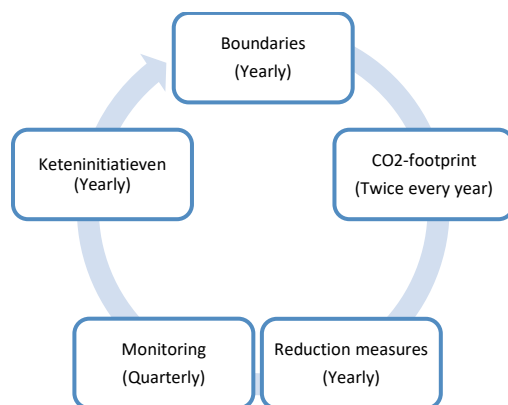 Boundaries
(Yearly)
CO2-footprint
(Twice every year)
Reduction measures
(Yearly)
Monitoring
(Quarterly)
Keteninitiatieven
(Yearly)